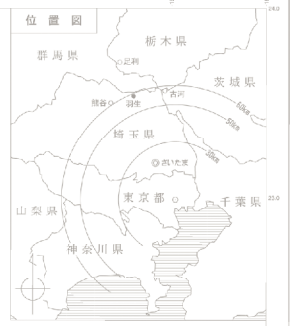 位置図
栃木県
群馬県
足利
茨城県
古河
熊谷
羽生
60km
50km
埼玉県
30km
さいたま
東京都
千葉県
山梨県
神奈川県